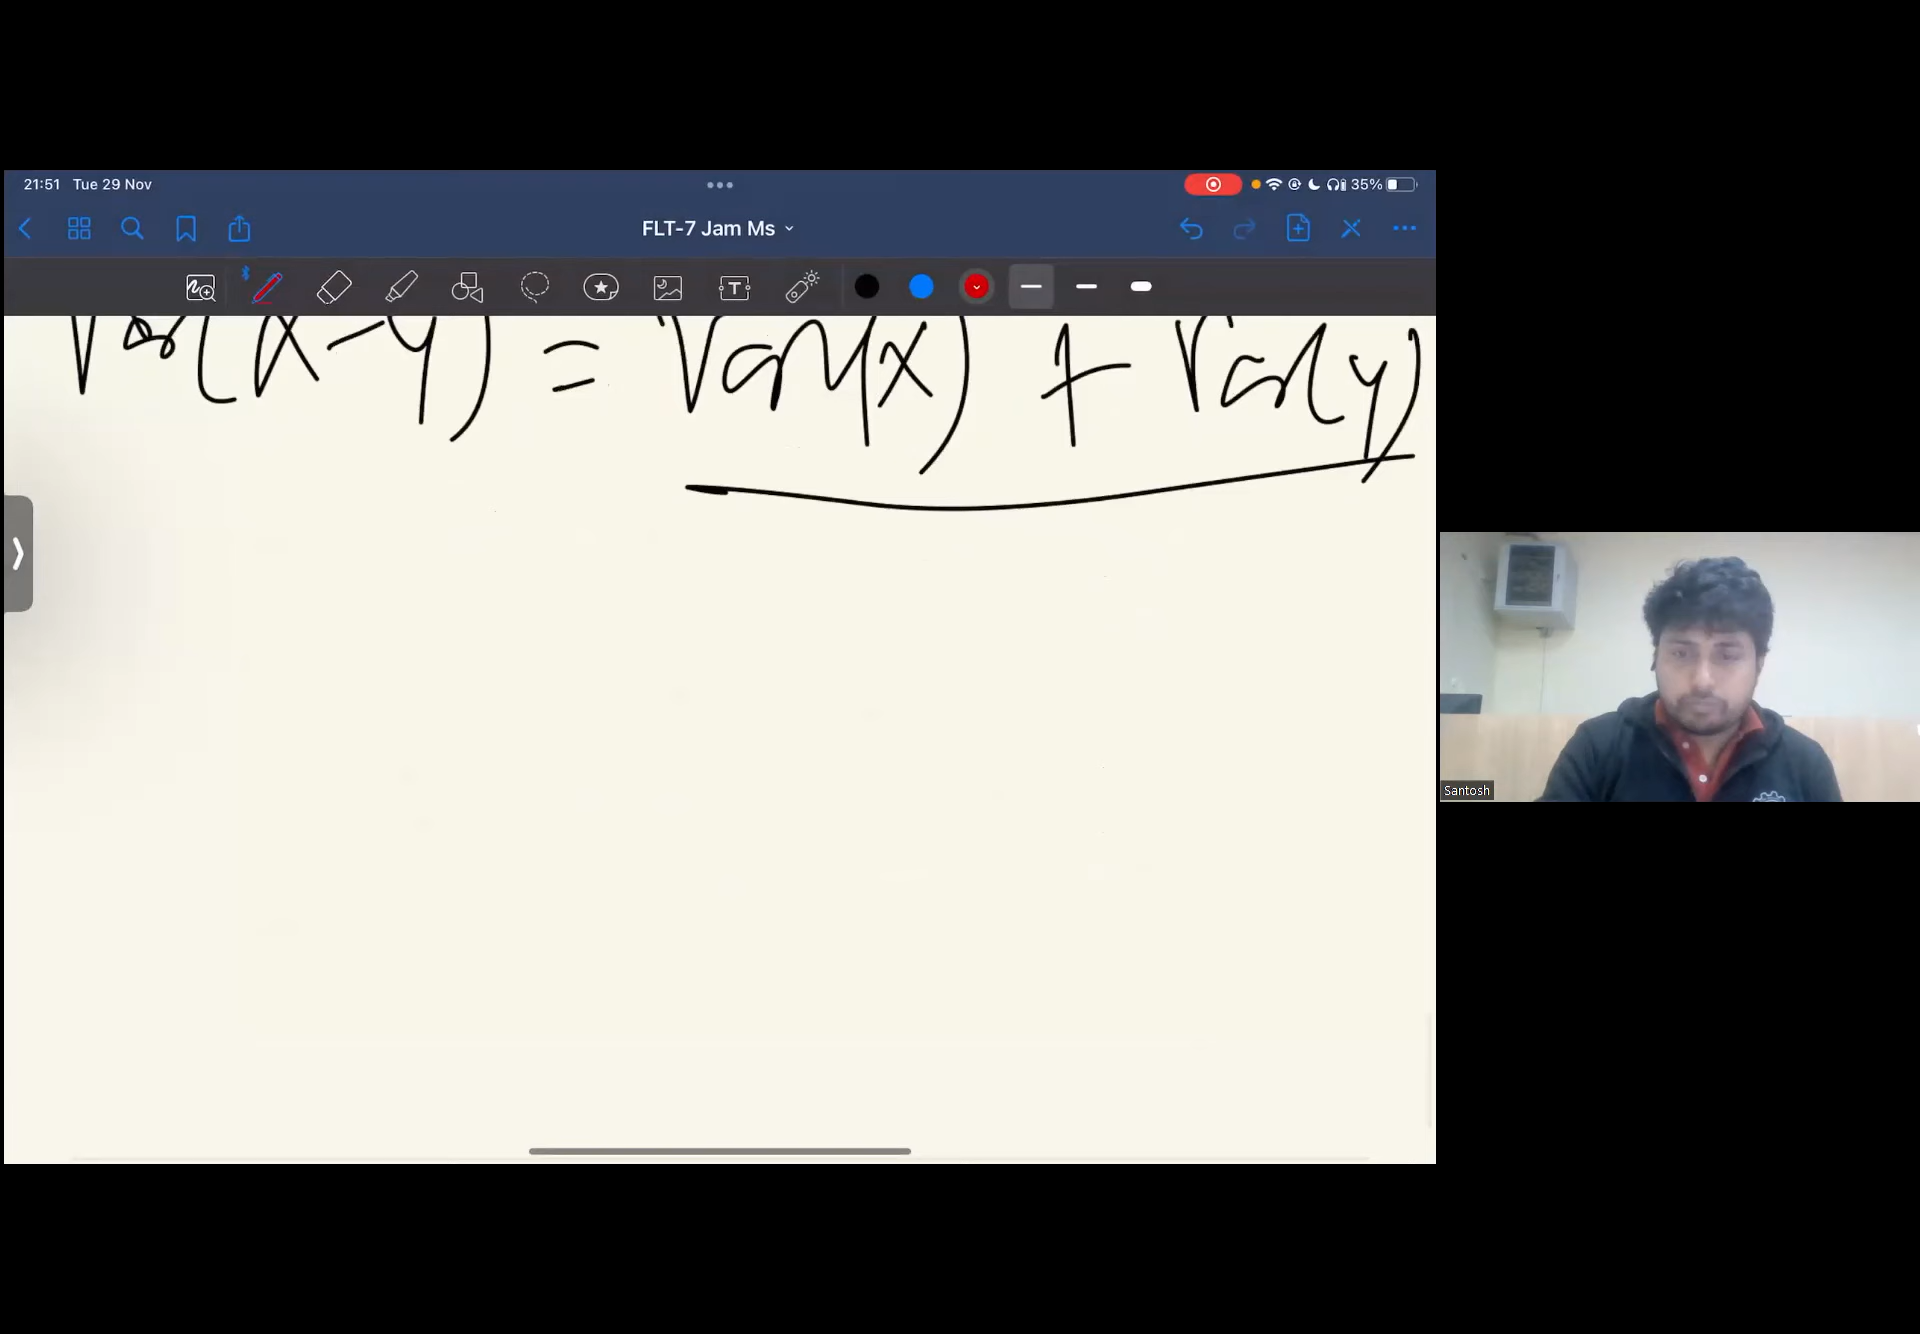 21:51 Tue 29 Nov
35%
FLT-7 Jam Ms
T
Var(X-Y) = Var(X) + Var(Y)
Santosh